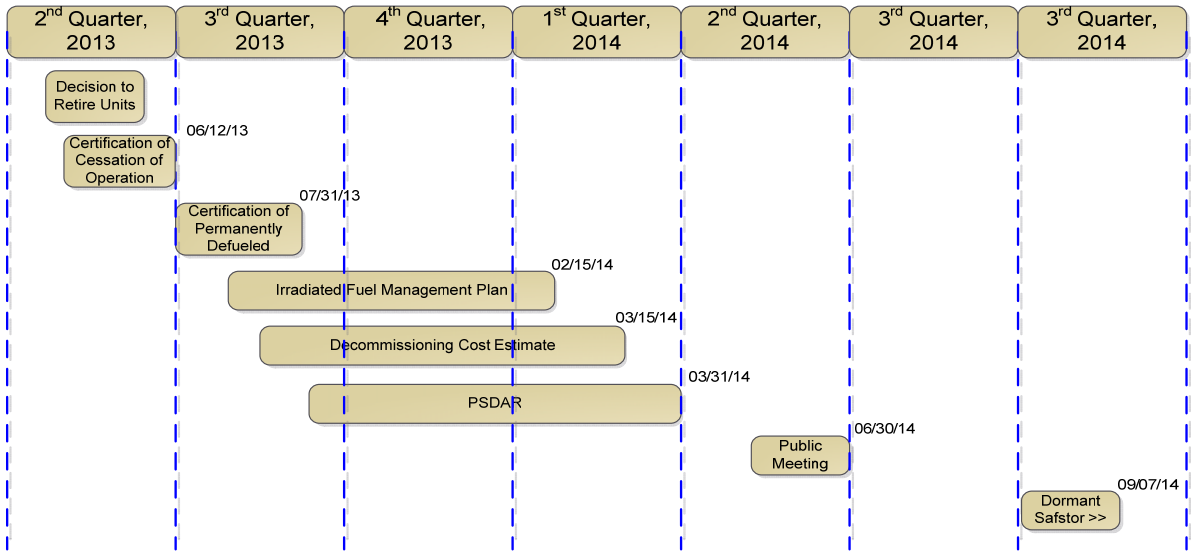 2nd Quarter,
2013
3rd Quarter,
2013
4th Quarter,
2013
1st Quarter,
2014
2nd Quarter,
2014
3rd Quarter,
2014
3rd Quarter,
2014
Decision to
Retire Units
06/12/13
Certification of
Cessation of
Operation
07/31/13
Certification of
Permanently
Defueled
02/15/14
Irradiated Fuel Management Plan
03/15/14
Decommissioning Cost Estimate
03/31/14
PSDAR
06/30/14
Public
Meeting
09/07/14
Dormant
Safstor >>